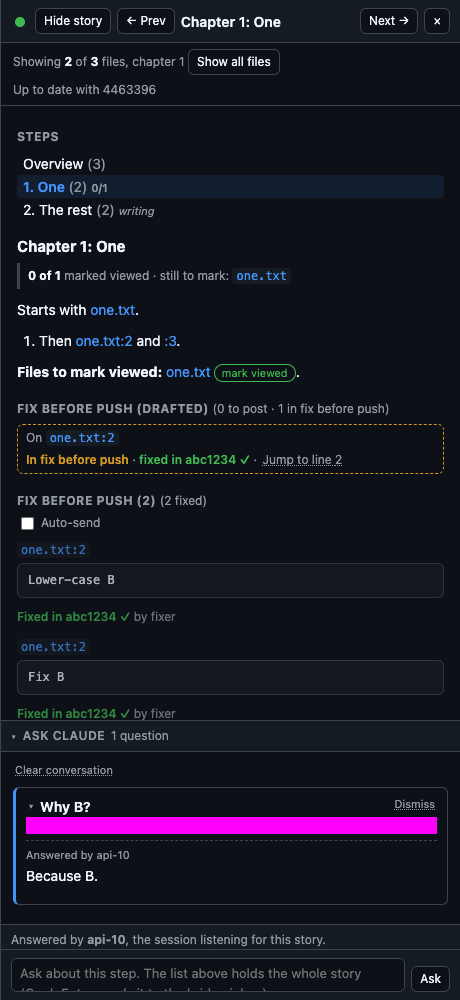 Hide story ← Prev Chapter 1: One Next → ×
Showing 2 of 3 files, chapter 1 Show all files
Up to date with 4463396
STEPS
Overview (3)
1. One (2) 0/1
2. The rest (2) writing
Chapter 1: One
0 of 1 marked viewed · still to mark: one.txt
Starts with one.txt.
1. Then one.txt:2 and :3.
Files to mark viewed: one.txt mark viewed.
FIX BEFORE PUSH (DRAFTED) (0 to post · 1 in fix before push)
On one.txt:2
In fix before push · fixed in abc1234 ✓ · Jump to line 2
FIX BEFORE PUSH (2) (2 fixed)
Auto-send
one.txt:2
Lower-case B
Fixed in abc1234 ✓ by fixer
one.txt:2
Fix B
Fixed in abc1234 ✓ by fixer
▾ ASK CLAUDE 1 question
Clear conversation
▾ Why B? Dismiss
Answered by api-10
Because B.
Answered by api-10, the session listening for this story.
Ask about this step. The list above holds the whole story
Ask